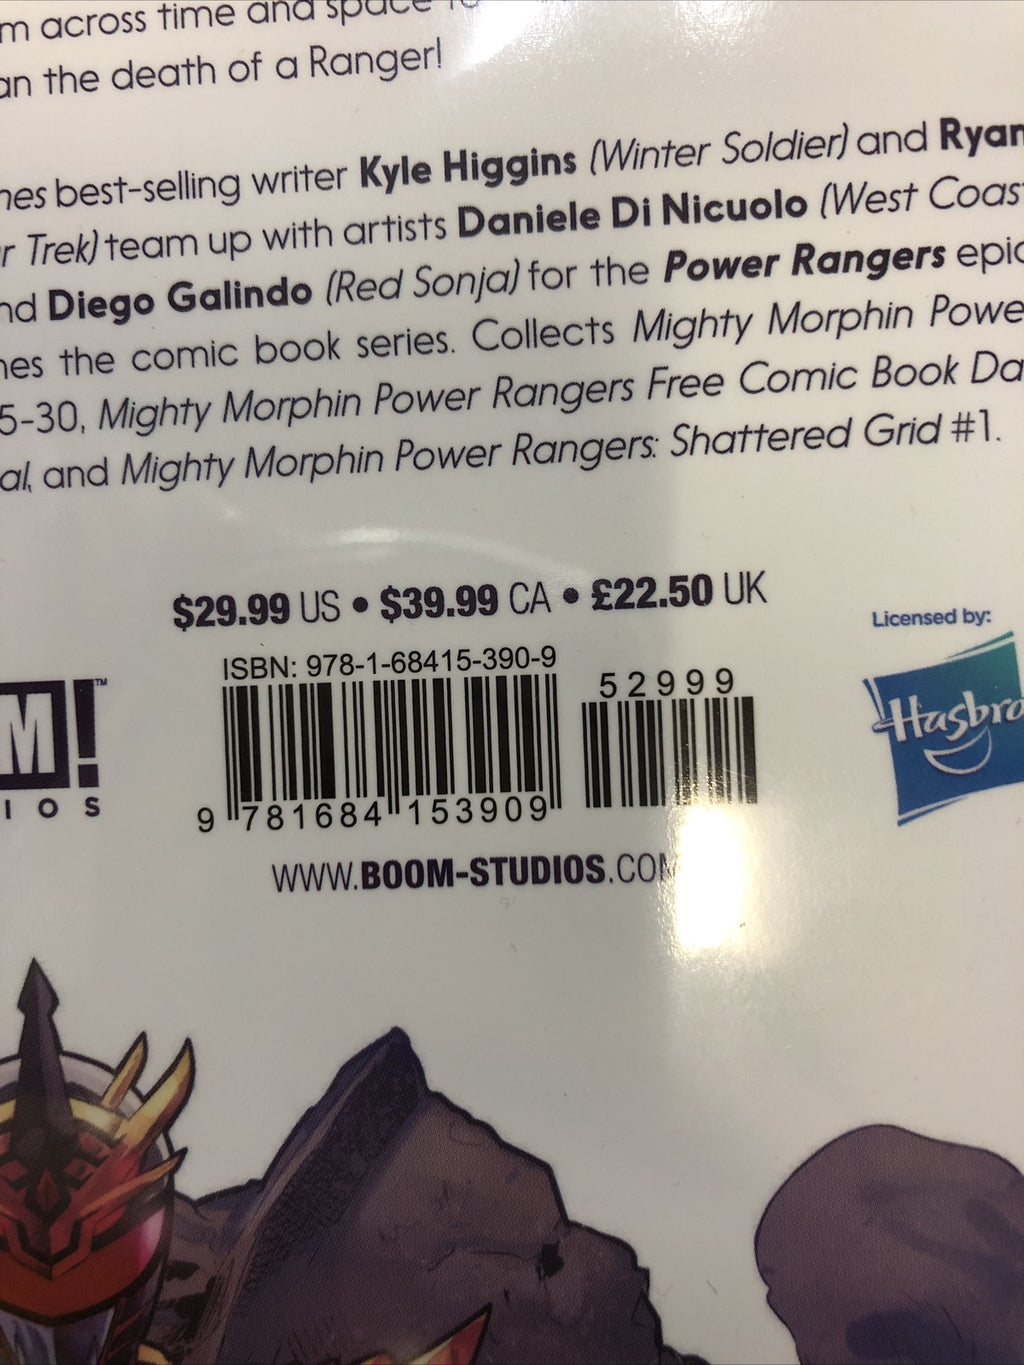 m across time and space
an the death of a Ranger!
nes best-selling writer Kyle Higgins (Winter Soldier) and Ryan
r Trek) team up with artists Daniele Di Nicuolo (West Coas
nd Diego Galindo (Red Sonja) for the Power Rangers epic
nes the comic book series. Collects Mighty Morphin Powe
5-30, Mighty Morphin Power Rangers Free Comic Book Da
al, and Mighty Morphin Power Rangers: Shattered Grid #1.
$29.99 US • $39.99 CA • £22.50 UK
Licensed by:
ISBN: 978-1-68415-390-9
52999
M!™
IOS
Hasbro
9 781684 153909
WWW.BOOM-STUDIOS.COM